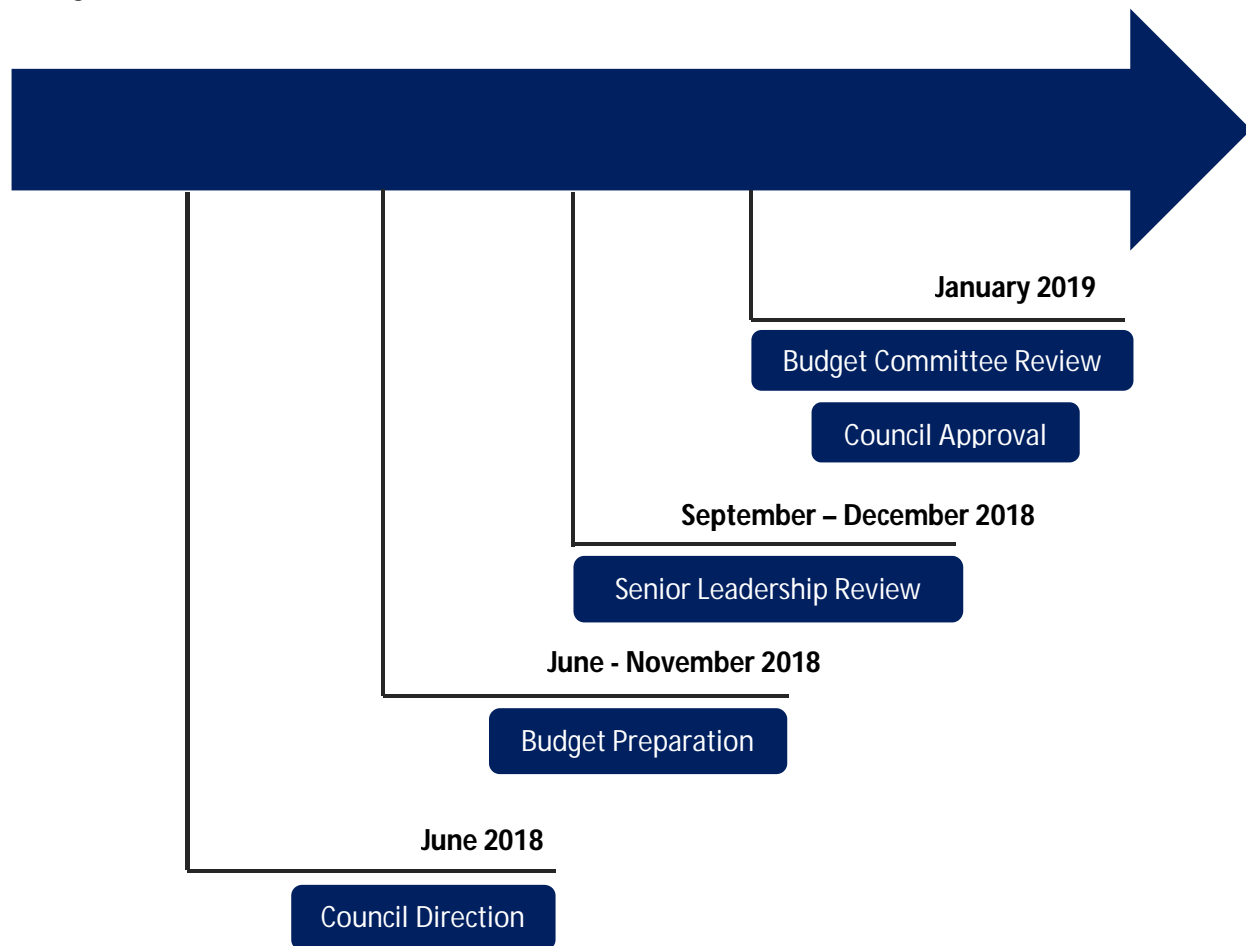 January 2019
Budget Committee Review
Council Approval
September – December 2018
Senior Leadership Review
June - November 2018
Budget Preparation
June 2018
Council Direction